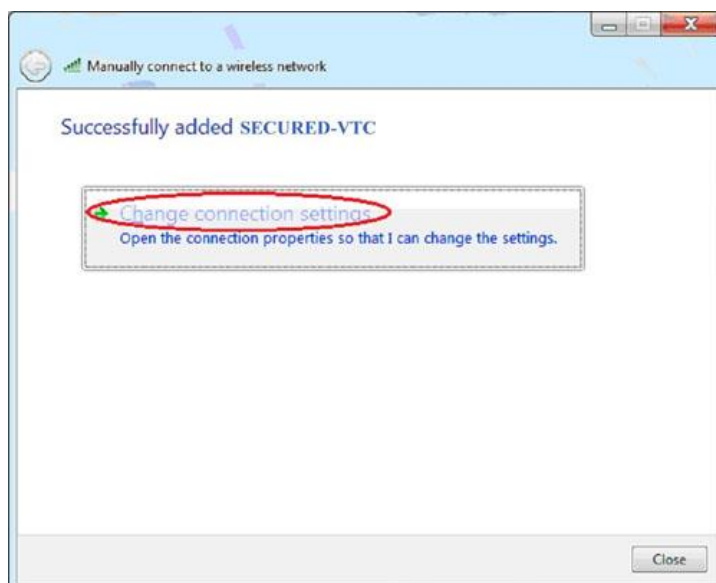 Manually connect to a wireless network
Successfully added SECURED-VTC
Change connection settings
Open the connection properties so that I can change the settings.
Close